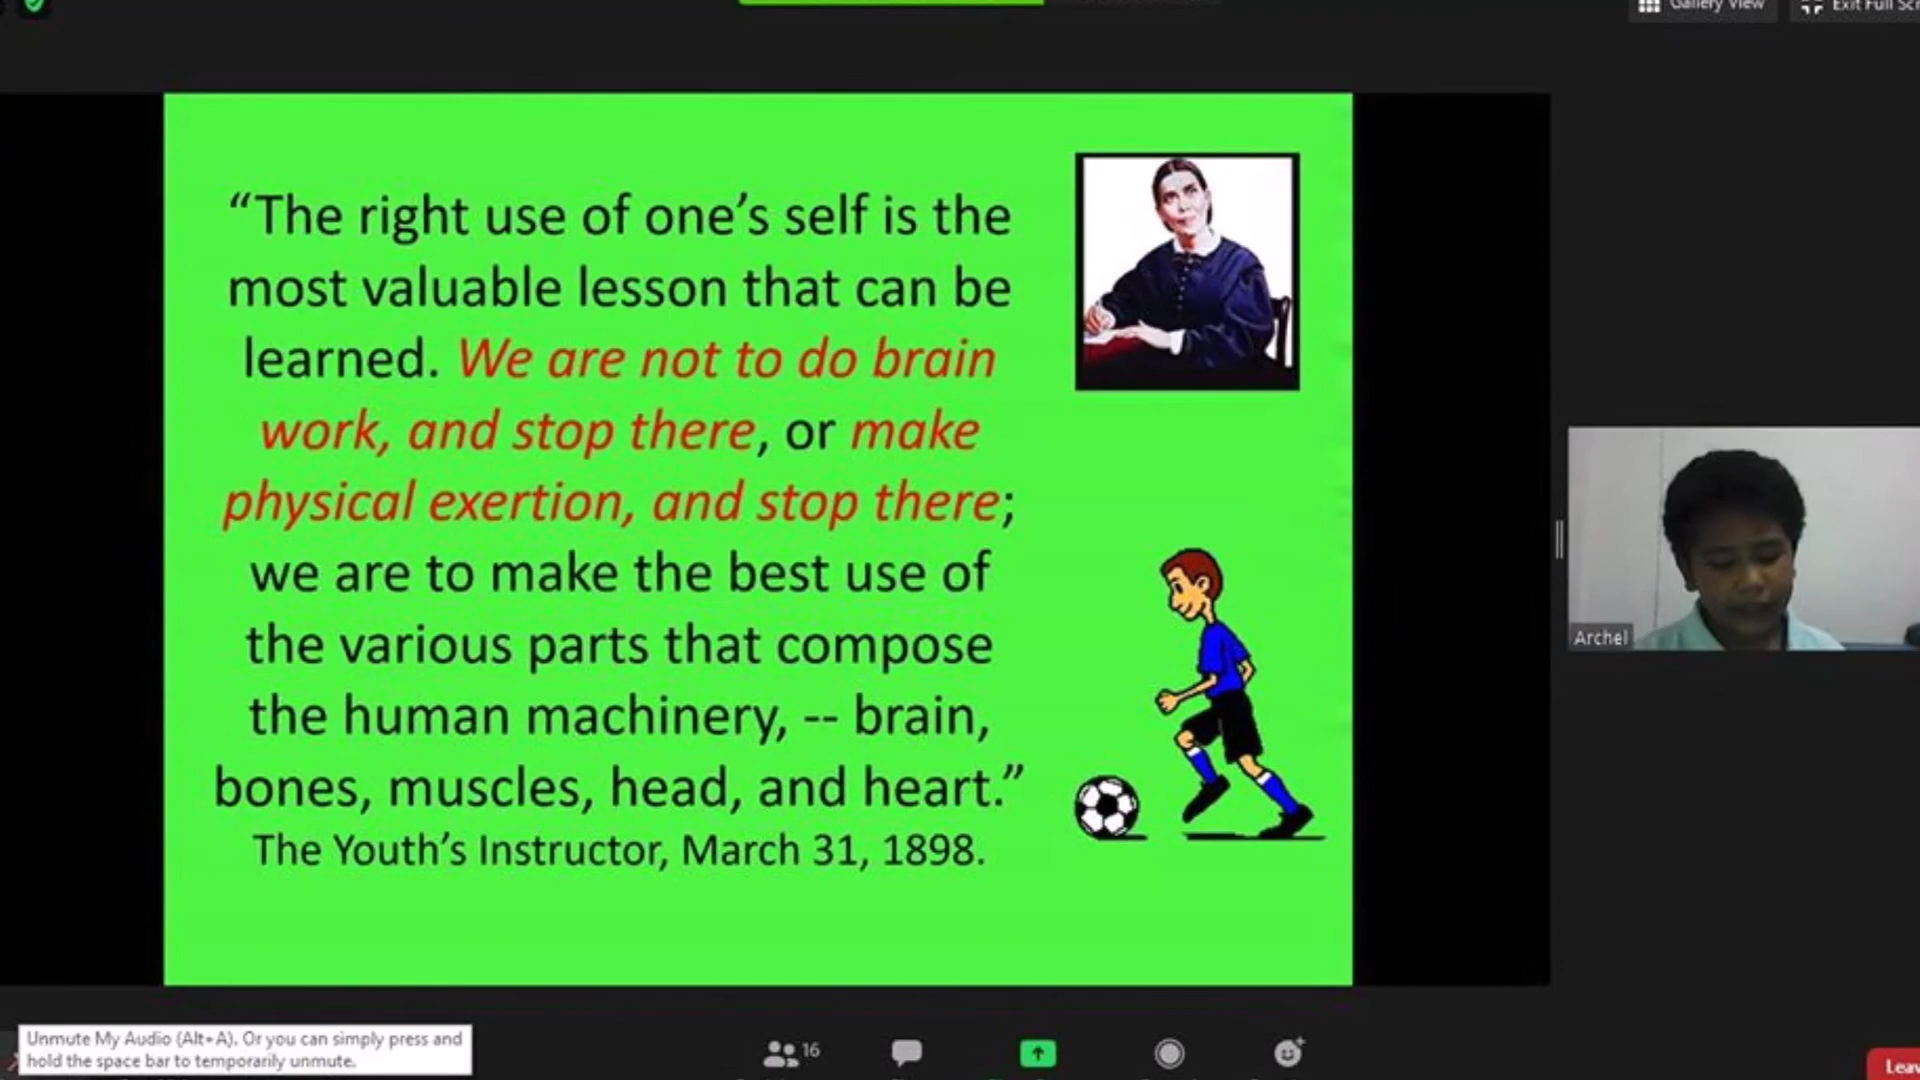 Gallery View
Exit Full Scr
“The right use of one’s self is the
most valuable lesson that can be
learned. We are not to do brain
work, and stop there, or make
physical exertion, and stop there;
we are to make the best use of
the various parts that compose
the human machinery, -- brain,
bones, muscles, head, and heart.”
The Youth’s Instructor, March 31, 1898.
Archel
Unmute My Audio (Alt+A). Or you can simply press and
hold the space bar to temporarily unmute.
16
Leav